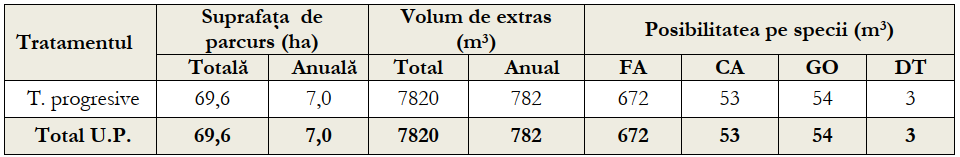 Tratamentul Suprafața de parcurs (ha) Volum de extras (m³) Posibilitatea pe specii (m³)
Totală Anuală Total Anual FA CA GO DT
T. progresive 69,6 7,0 7820 782 672 53 54 3
Total U.P. 69,6 7,0 7820 782 672 53 54 3